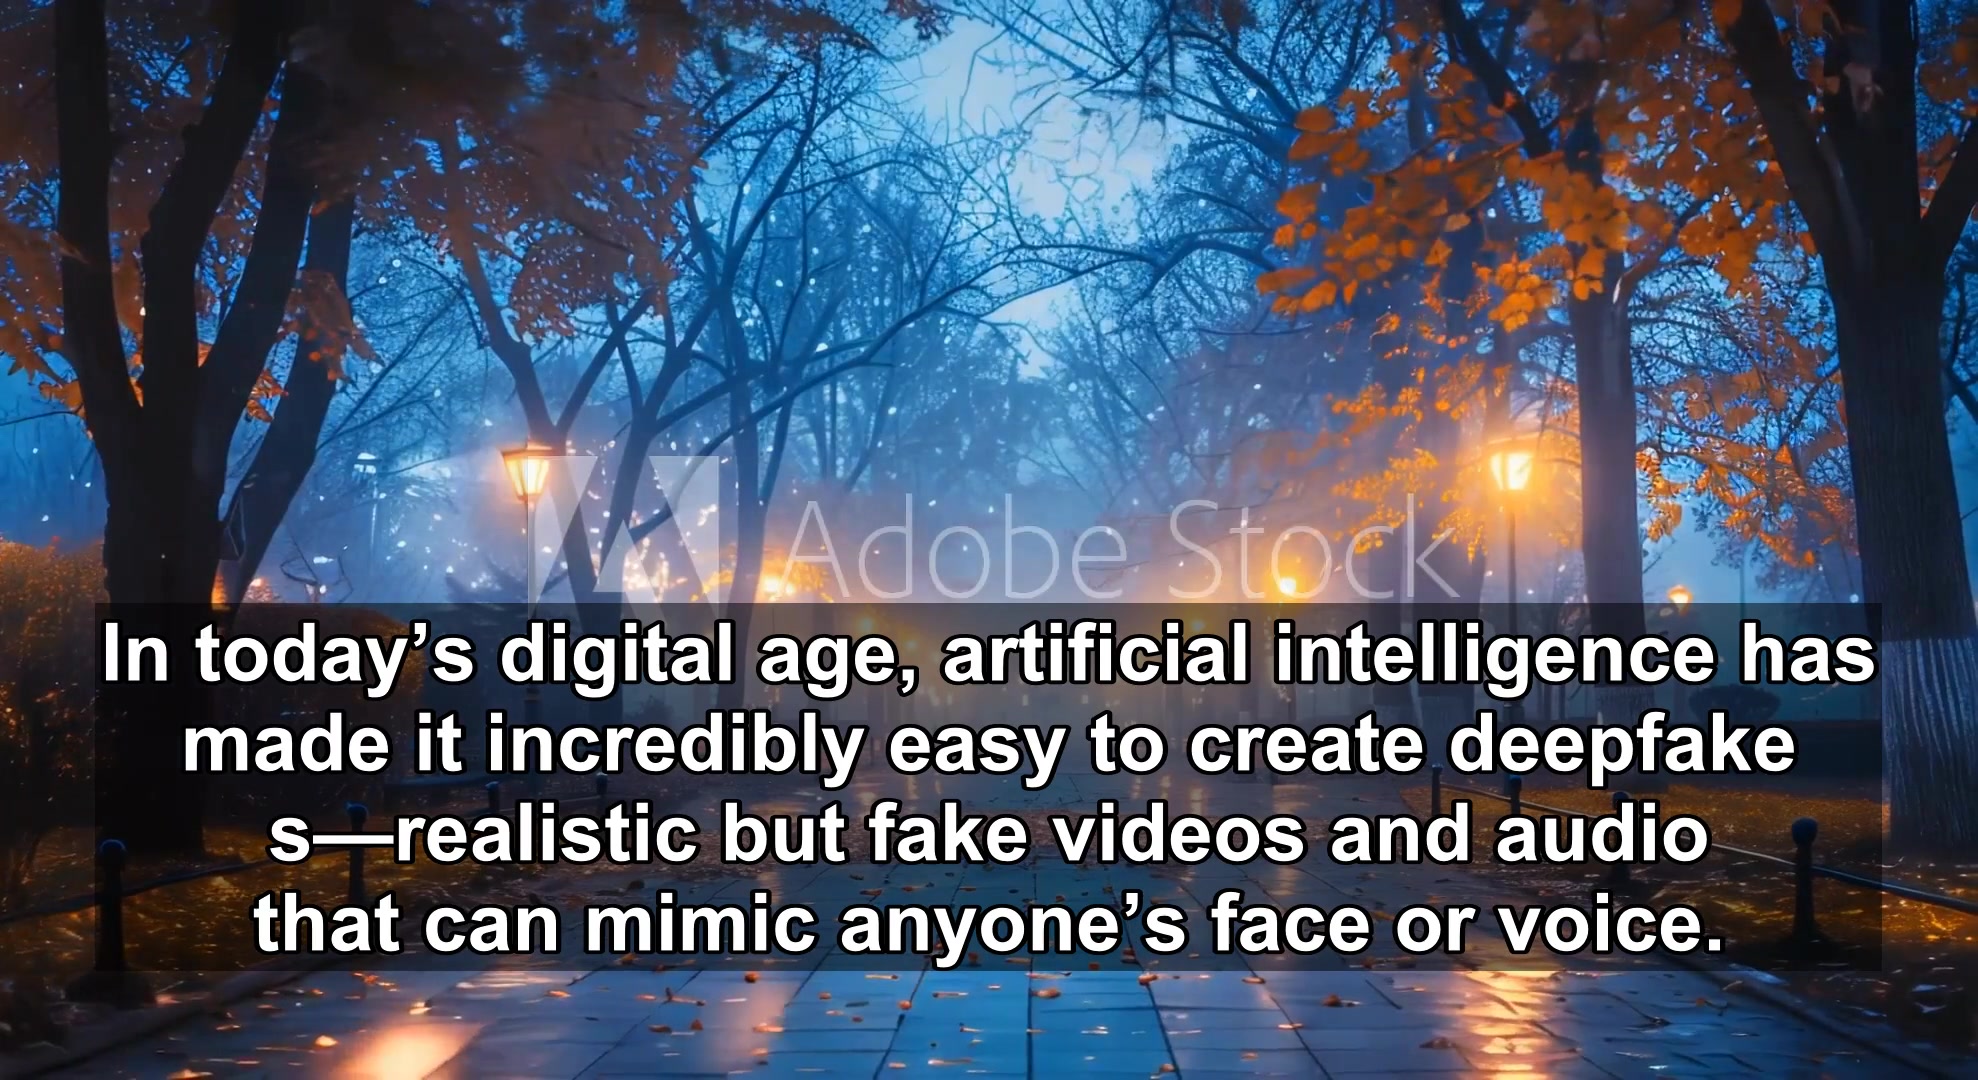 Adobe Stock
In today’s digital age, artificial intelligence has
made it incredibly easy to create deepfake
s—realistic but fake videos and audio
that can mimic anyone’s face or voice.